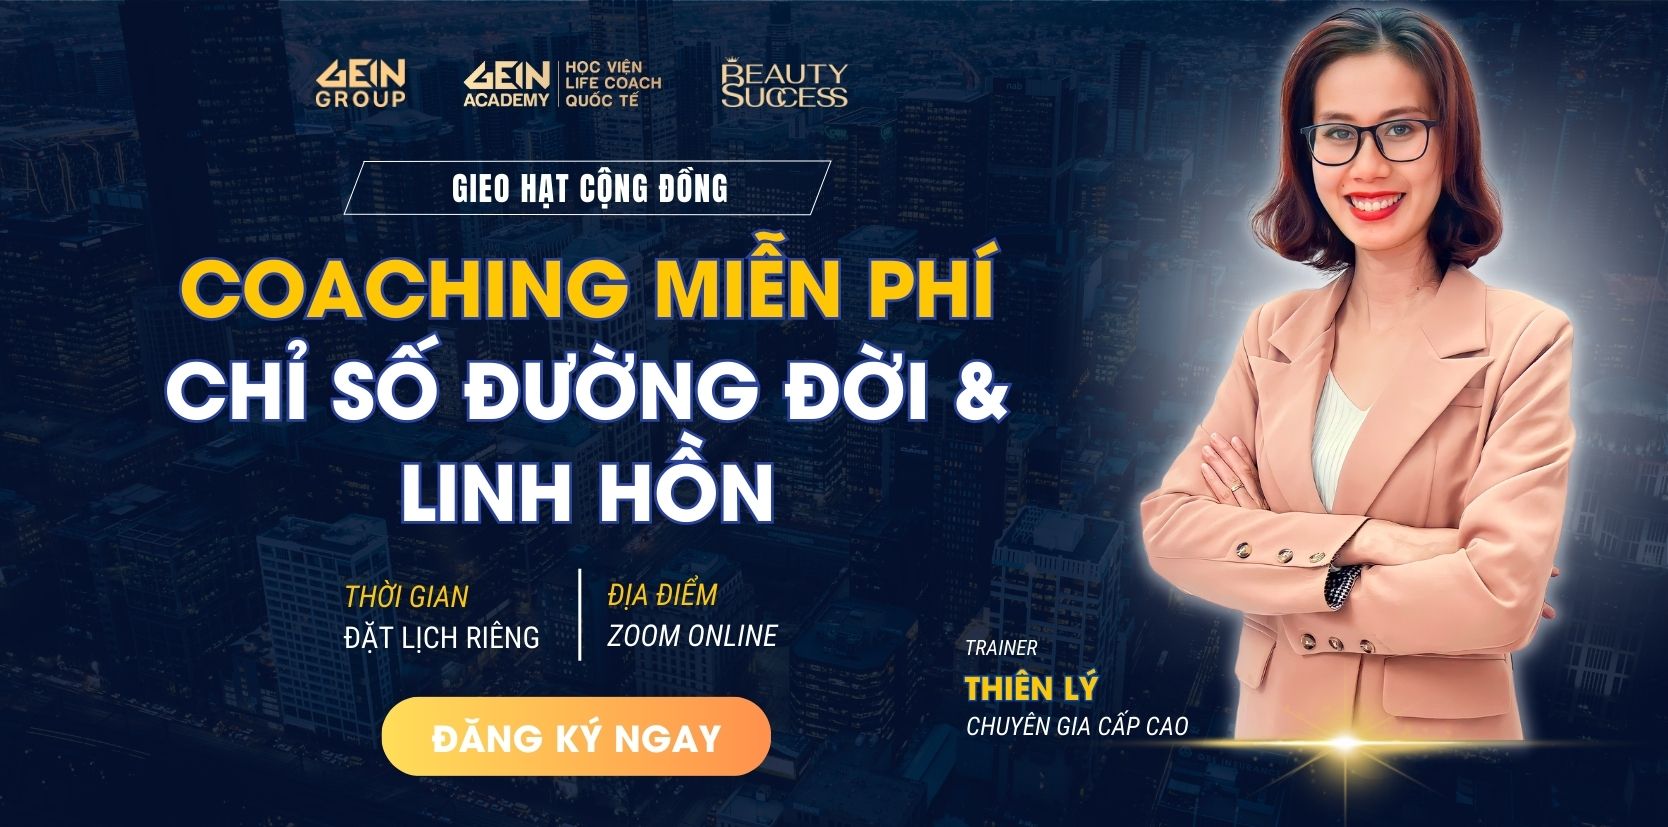 GEIN
GROUP
GEIN
ACADEMY
HỌC VIỆN
LIFE COACH
QUỐC TẾ
BEAUTY
SUCCESS
GIEO HẠT CỘNG ĐỒNG
COACHING MIỄN PHÍ
CHỈ SỐ ĐƯỜNG ĐỜI &
LINH HỒN
THỜI GIAN
ĐẶT LỊCH RIÊNG
ĐỊA ĐIỂM
ZOOM ONLINE
ĐĂNG KÝ NGAY
TRAINER
THIÊN LÝ
CHUYÊN GIA CẤP CAO
nab